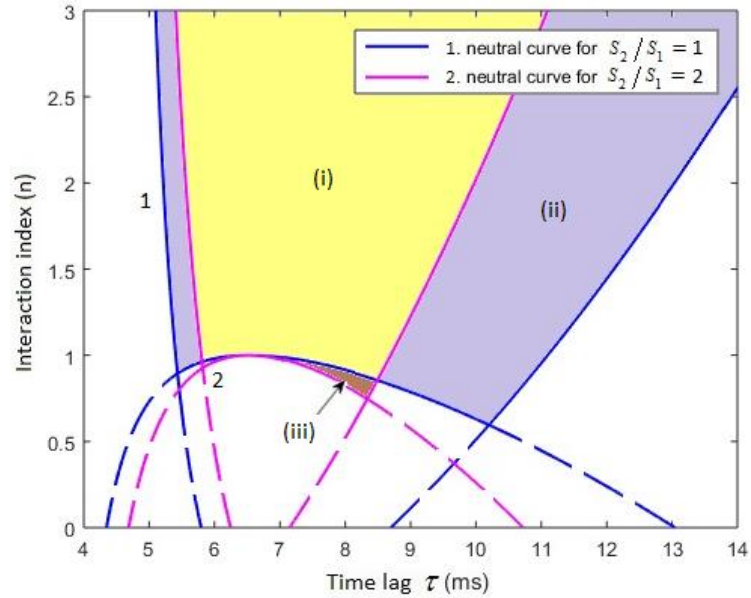 1. neutral curve for S₂/S₁ = 1
2. neutral curve for S₂/S₁ = 2
Interaction index (n)
3
2.5
2
1.5
1
0.5
0
(i)
(ii)
1
2
(iii)
4 5 6 7 8 9 10 11 12 13 14
Time lag τ (ms)